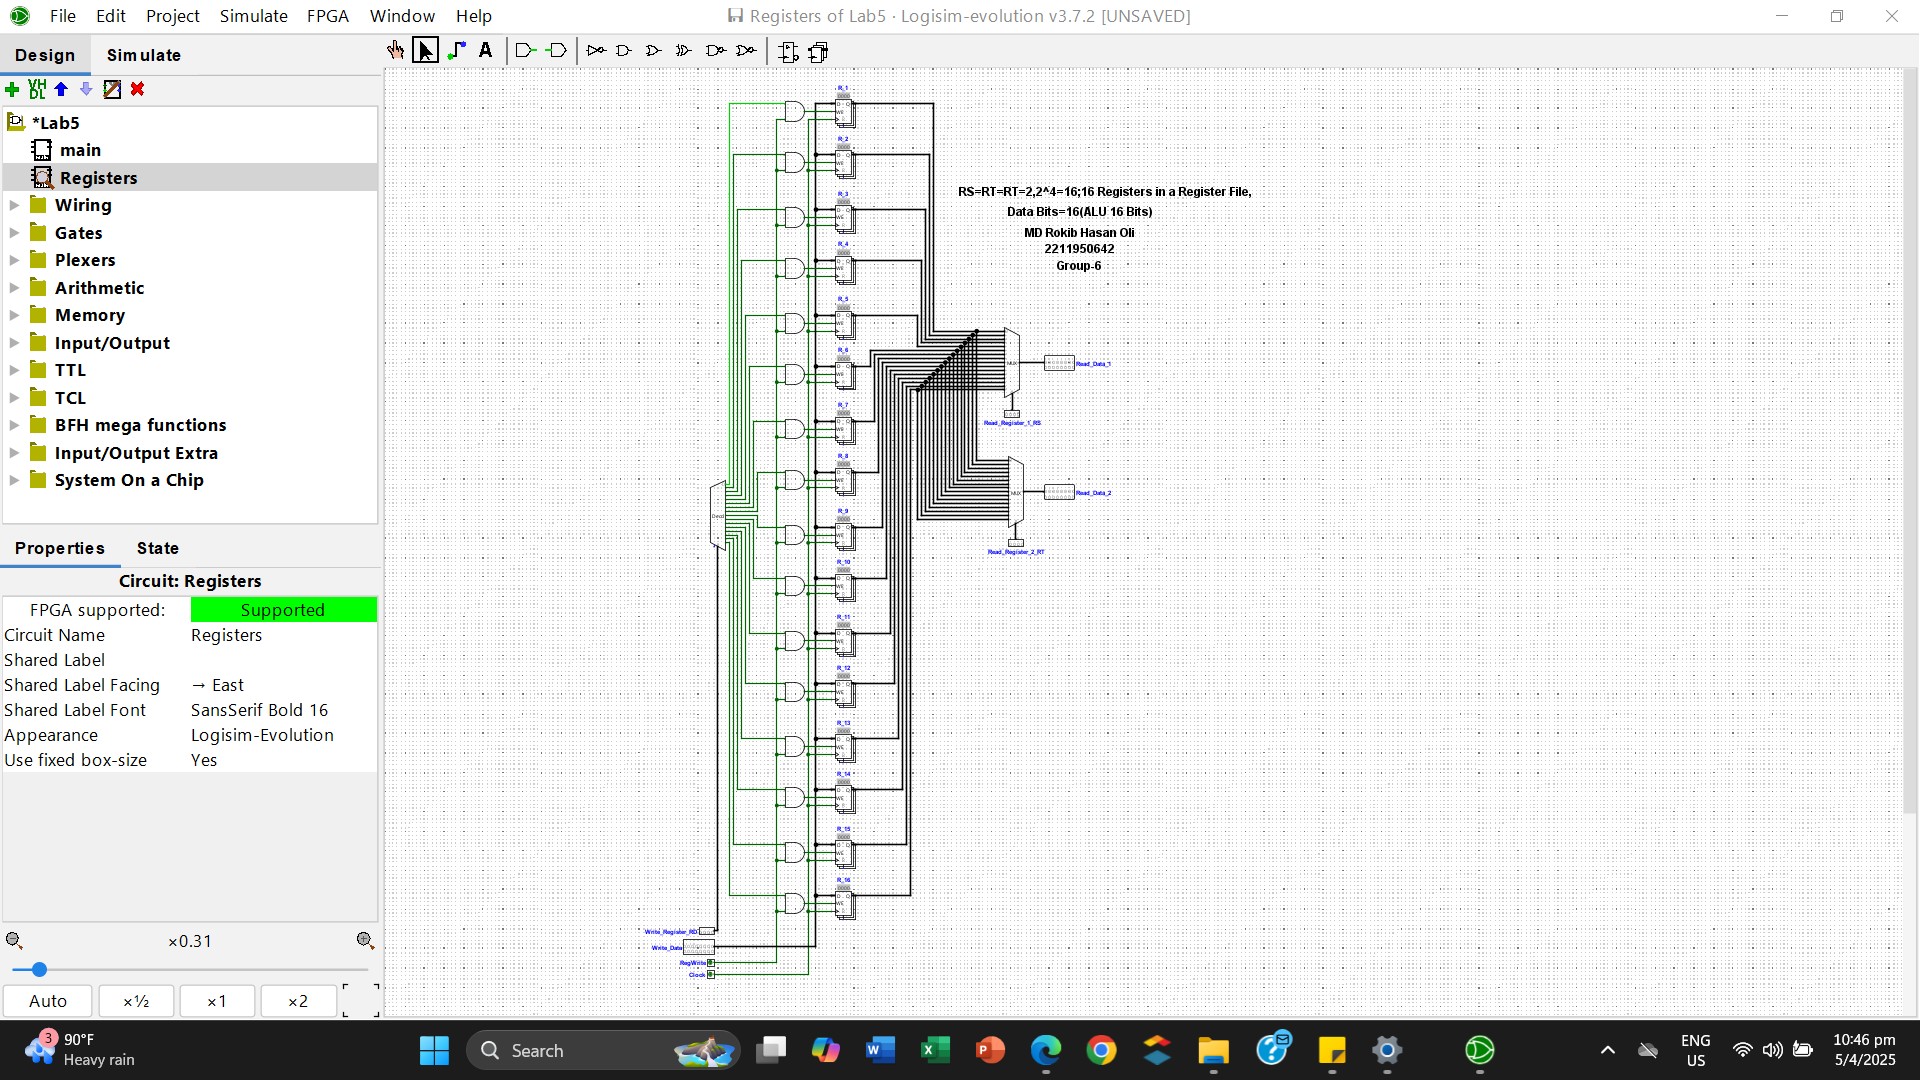 File Edit Project Simulate FPGA Window Help
Registers of Lab5 · Logisim-evolution v3.7.2 [UNSAVED]
Design Simulate
A
VH
DL
*Lab5
main
Registers
Wiring
Gates
Plexers
Arithmetic
Memory
Input/Output
TTL
TCL
BFH mega functions
Input/Output Extra
System On a Chip
Properties State
Circuit: Registers
FPGA supported: Supported
Circuit Name Registers
Shared Label
Shared Label Facing → East
Shared Label Font SansSerif Bold 16
Appearance Logisim-Evolution
Use fixed box-size Yes
×0.31
Auto ×½ ×1 ×2
R_1
R_2
R_3
R_4
R_5
R_6
R_7
R_8
R_9
R_10
R_11
R_12
R_13
R_14
R_15
R_16
RS=RT=RT=2,2^4=16;16 Registers in a Register File,
Data Bits=16(ALU 16 Bits)
MD Rokib Hasan Oli
2211950642
Group-6
MUX
Read_Data_1
Read_Register_1_RS
MUX
Read_Data_2
Read_Register_2_RT
Write_Register_RD
Write_Data
RegWrite
Clock
3
90°F
Heavy rain
Search
ENG
US
10:46 pm
5/4/2025